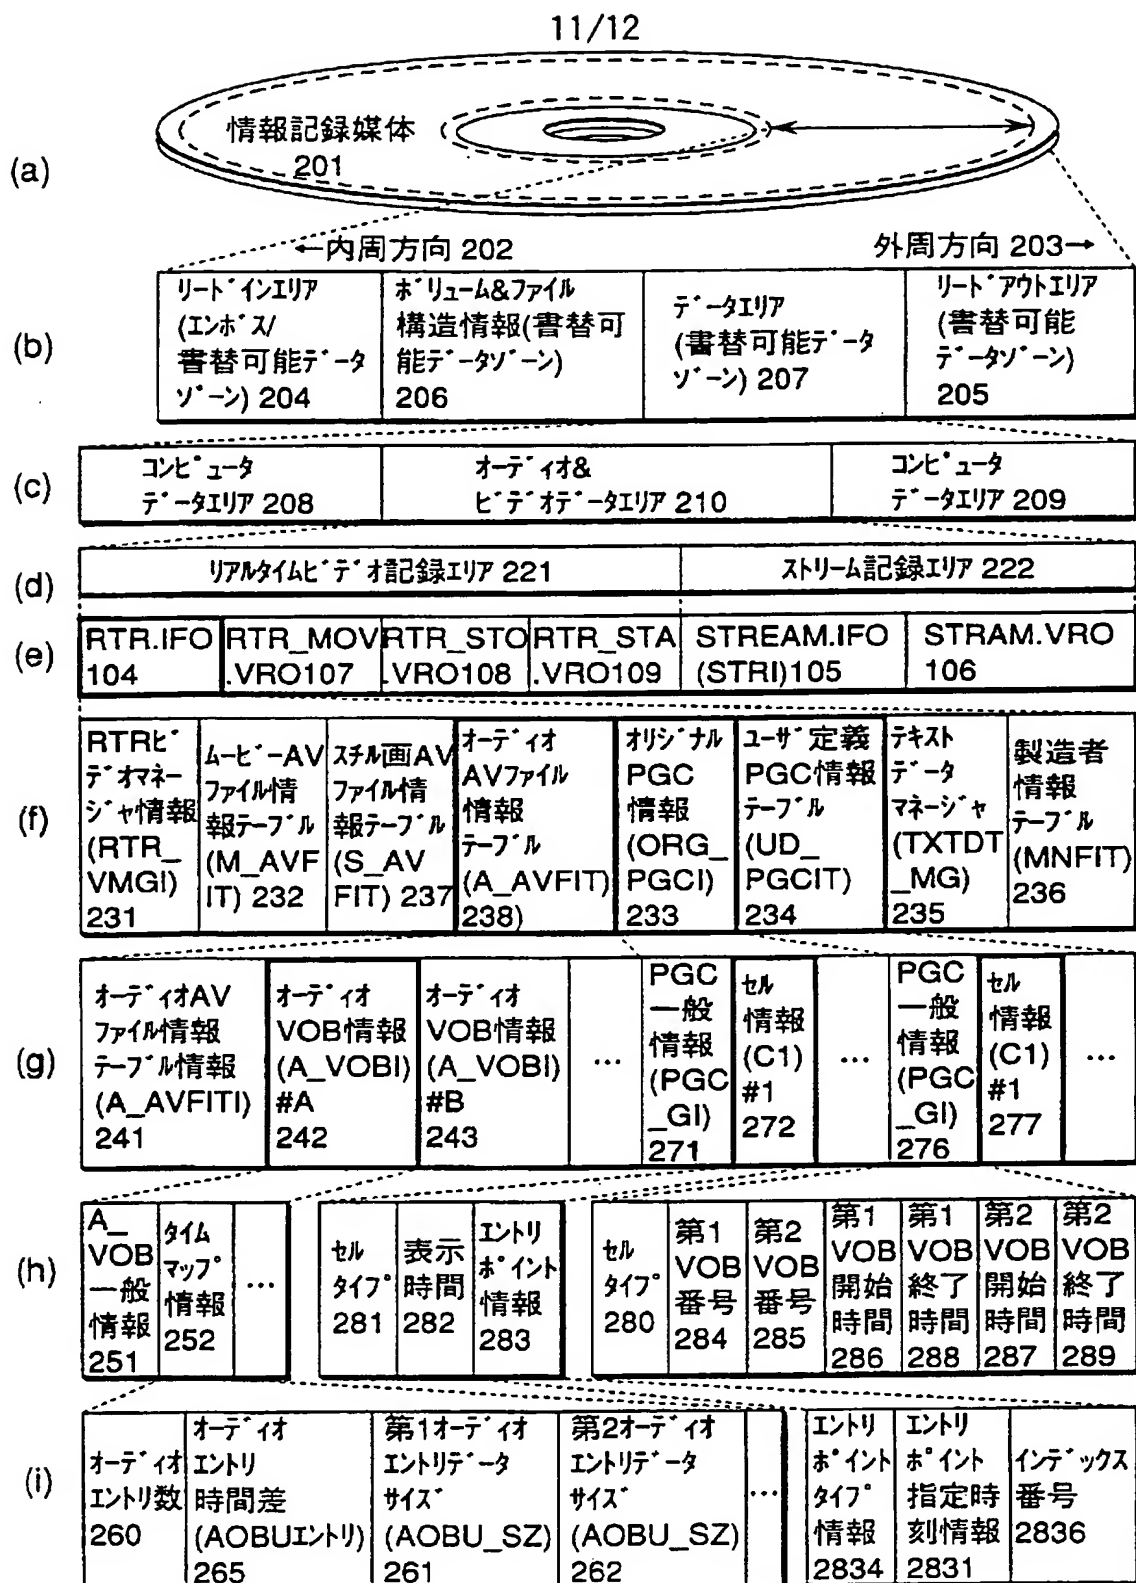 11/12
(a)
情報記録媒体
201
←内周方向 202
外周方向 203→
(b)
リードインエリア
(エンボス/
書替可能データ
ゾーン) 204
ボリューム&ファイル
構造情報(書替可
能データゾーン)
206
データエリア
(書替可能データ
ゾーン) 207
リードアウトエリア
(書替可能
データゾーン)
205
(c)
コンピュータ
データエリア 208
オーディオ&
ビデオデータエリア 210
コンピュータ
データエリア 209
(d)
リアルタイムビデオ記録エリア 221
ストリーム記録エリア 222
(e)
RTR.IFO
104
RTR_MOV
.VRO107
RTR_STO
.VRO108
RTR_STA
.VRO109
STREAM.IFO
(STRI)105
STRAM.VRO
106
(f)
RTRビ
デオマネー
ジャ情報
(RTR_
VMGI)
231
ムービーAV
ファイル情
報テーブル
(M_AVF
IT) 232
スチル画AV
ファイル情
報テーブル
(S_AV
FIT) 237
オーディオ
AVファイル
情報
テーブル
(A_AVFIT)
238)
オリジナル
PGC
情報
(ORG_
PGCI)
233
ユーザ定義
PGC情報
テーブル
(UD_
PGCIT)
234
テキスト
データ
マネージャ
(TXTDT
_MG)
235
製造者
情報
テーブル
(MNFIT)
236
(g)
オーディオAV
ファイル情報
テーブル情報
(A_AVFITI)
241
オーディオ
VOB情報
(A_VOBI)
#A
242
オーディオ
VOB情報
(A_VOBI)
#B
243
…
PGC
一般
情報
(PGC
_GI)
271
セル
情報
(C1)
#1
272
…
PGC
一般
情報
(PGC
_GI)
276
セル
情報
(C1)
#1
277
…
(h)
A_
VOB
一般
情報
251
タイム
マップ
情報
252
…
セル
タイプ
281
表示
時間
282
エントリ
ポイント
情報
283
セル
タイプ
280
第1
VOB
番号
284
第2
VOB
番号
285
第1
VOB
開始
時間
286
第1
VOB
終了
時間
288
第2
VOB
開始
時間
287
第2
VOB
終了
時間
289
(i)
オーディオ
エントリ数
260
オーディオ
エントリ
時間差
(AOBUエントリ)
265
第1オーディオ
エントリデータ
サイズ
(AOBU_SZ)
261
第2オーディオ
エントリデータ
サイズ
(AOBU_SZ)
262
…
エントリ
ポイント
タイプ
情報
2834
エントリ
ポイント
指定時
刻情報
2831
インデックス
番号
2836